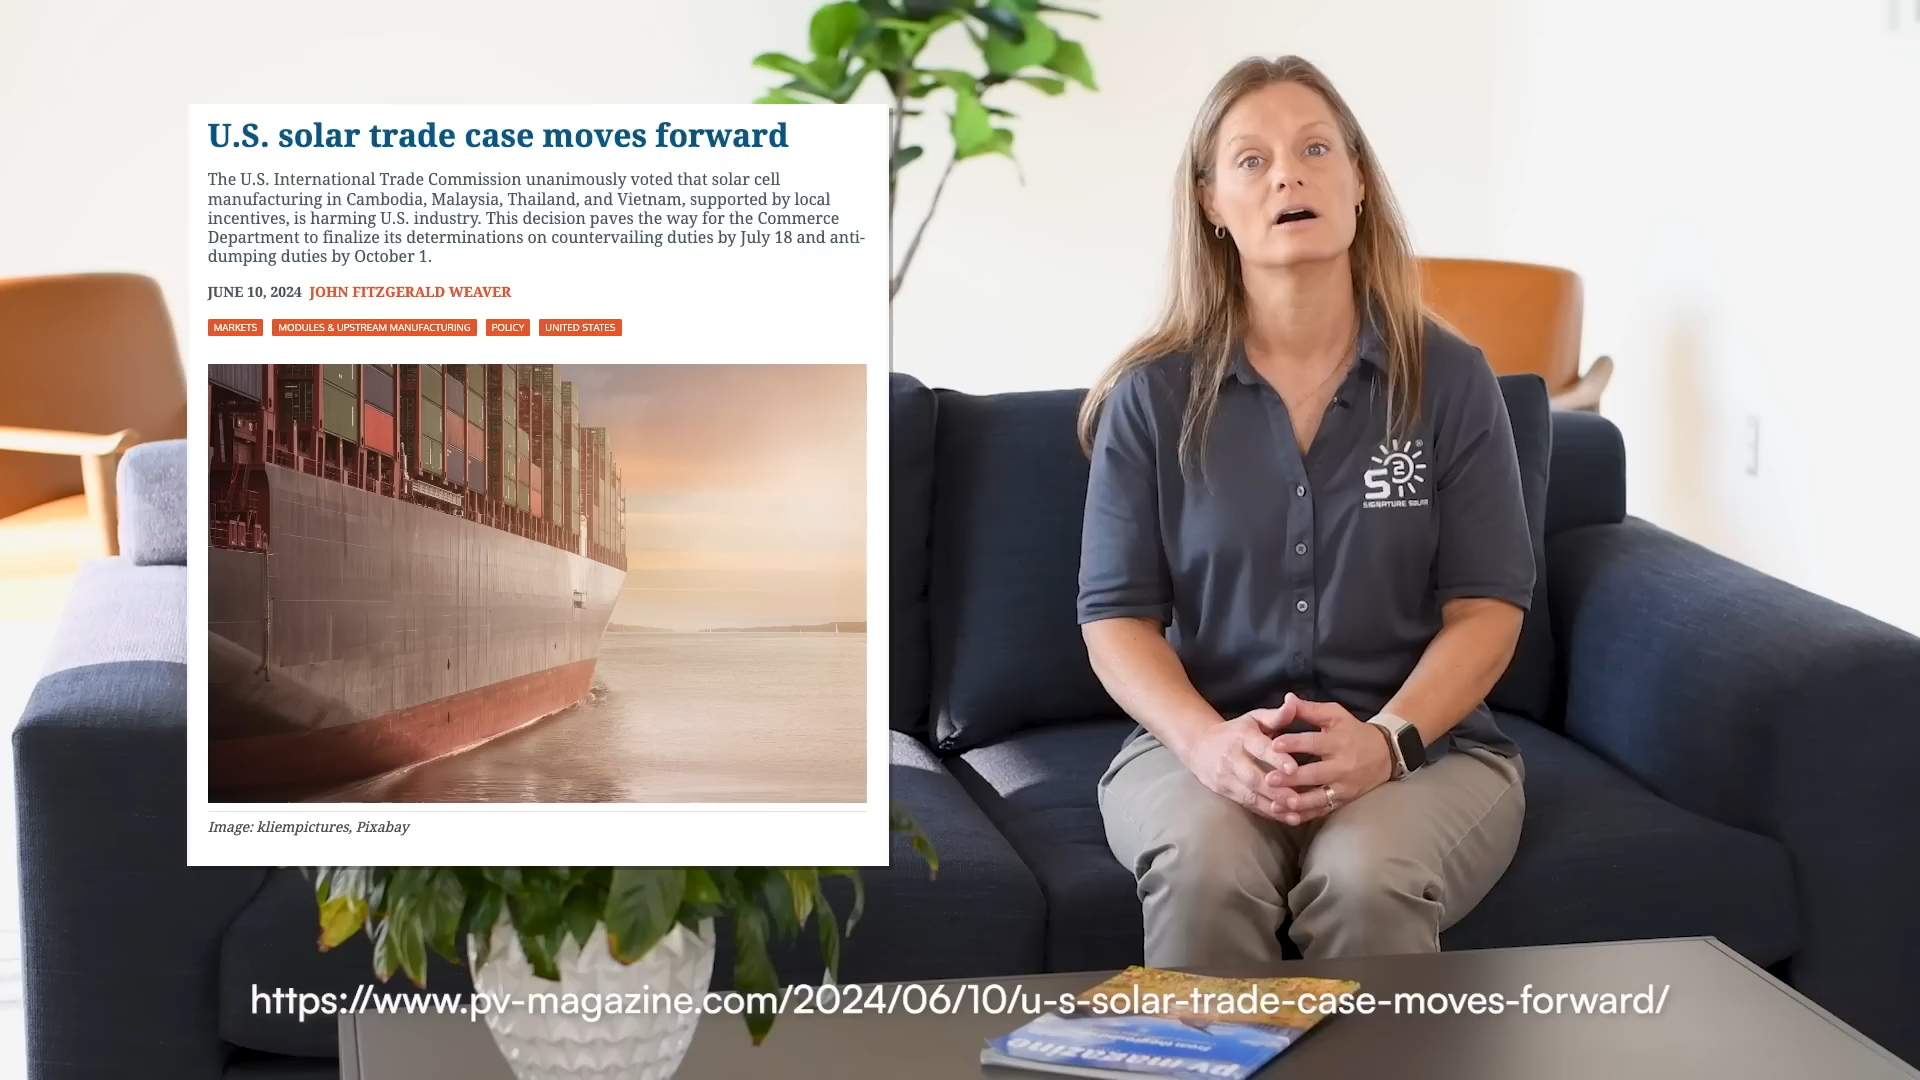 U.S. solar trade case moves forward
The U.S. International Trade Commission unanimously voted that solar cell
manufacturing in Cambodia, Malaysia, Thailand, and Vietnam, supported by local
incentives, is harming U.S. industry. This decision paves the way for the Commerce
Department to finalize its determinations on countervailing duties by July 18 and anti-
dumping duties by October 1.
JUNE 10, 2024 JOHN FITZGERALD WEAVER
MARKETS MODULES & UPSTREAM MANUFACTURING POLICY UNITED STATES
Image: kliempictures, Pixabay
S2
®
SIGNATURE SOLAR
https://www.pv-magazine.com/2024/06/10/u-s-solar-trade-case-moves-forward/
pv magazine